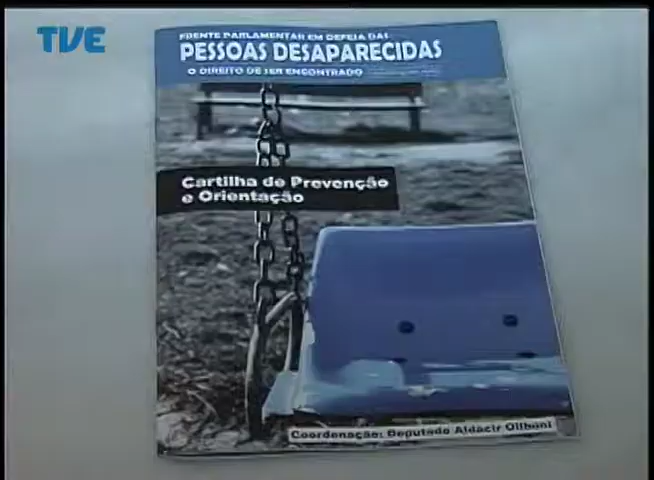 TVE
FRENTE PARLAMENTAR EM DEFESA DAS
PESSOAS DESAPARECIDAS
O DIREITO DE SER ENCONTRADO
Cartilha de Prevenção
e Orientação
Coordenação: Deputado Aldacir Oliboni